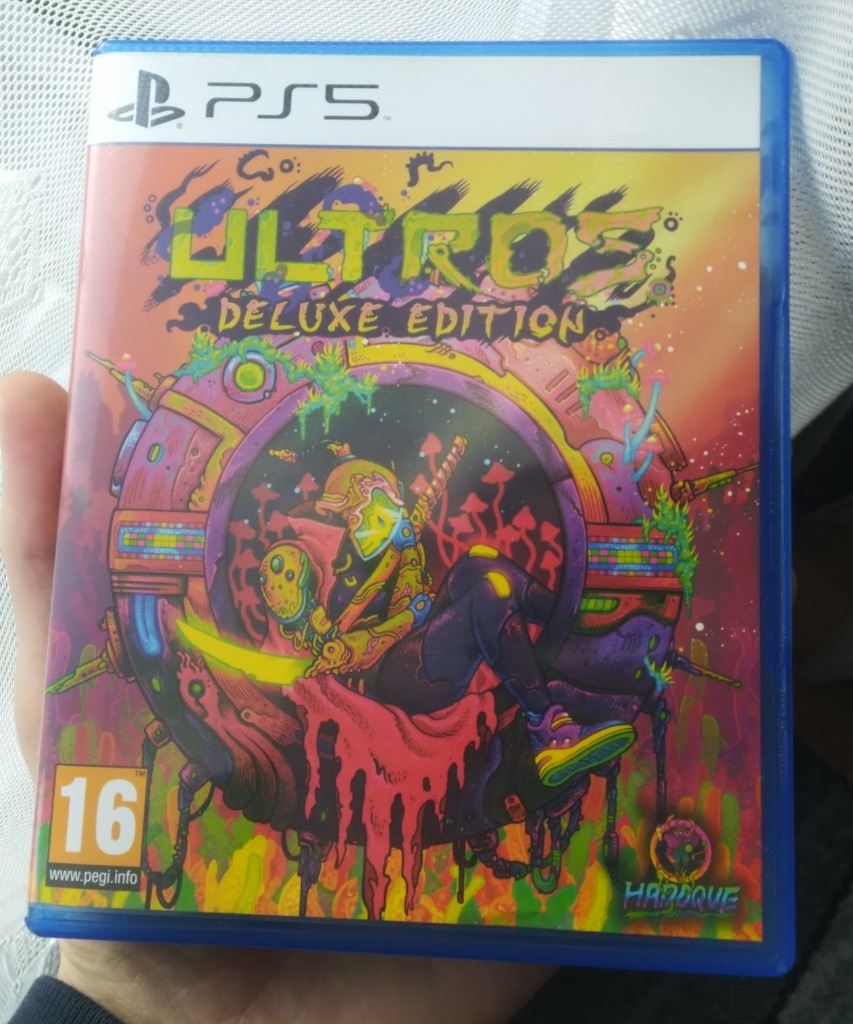 PS5
ULTROS
DELUXE EDITION
16
www.pegi.info
HADOQUE